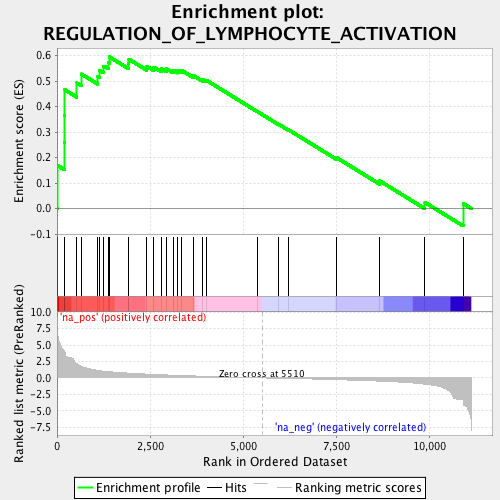 Enrichment plot:
REGULATION_OF_LYMPHOCYTE_ACTIVATION
Enrichment score (ES)
0.6
0.5
0.4
0.3
0.2
0.1
0.0
-0.1
'na_pos' (positively correlated)
Ranked list metric (PreRanked)
10.0
7.5
5.0
2.5
0.0
-2.5
-5.0
-7.5
Zero cross at 5510
'na_neg' (negatively correlated)
0 2,500 5,000 7,500 10,000
Rank in Ordered Dataset
Enrichment profile Hits Ranking metric scores